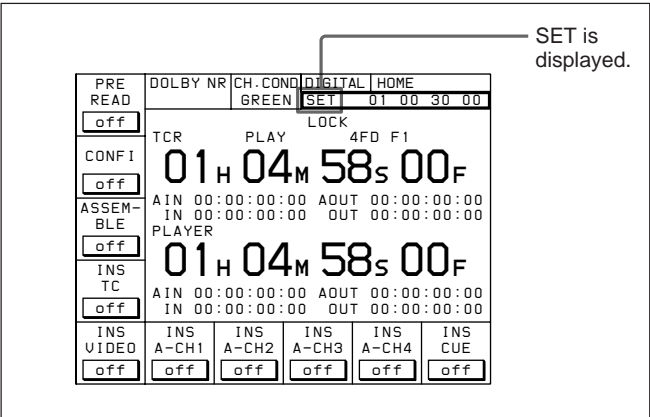 SET is
displayed.
PRE
READ
off
DOLBY NR CH.COND DIGITAL HOME
GREEN SET 01 00 30 00
LOCK
TCR PLAY 4FD F1
01H 04M 58S 00F
AIN 00:00:00:00 AOUT 00:00:00:00
IN 00:00:00:00 OUT 00:00:00:00
PLAYER
01H 04M 58S 00F
AIN 00:00:00:00 AOUT 00:00:00:00
IN 00:00:00:00 OUT 00:00:00:00
CONFI
off
ASSEM-
BLE
off
INS
TC
off
INS
VIDEO
off
INS
A-CH1
off
INS
A-CH2
off
INS
A-CH3
off
INS
A-CH4
off
INS
CUE
off